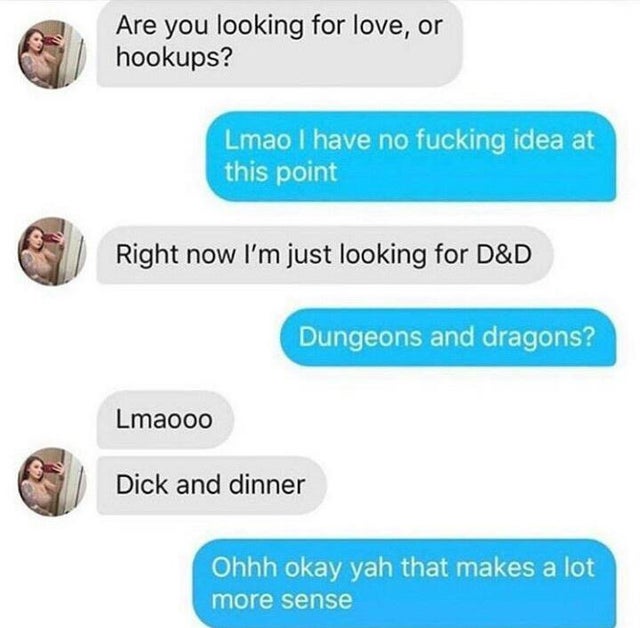 Are you looking for love, or
hookups?
Lmao I have no fucking idea at
this point
Right now I'm just looking for D&D
Dungeons and dragons?
Lmaooo
Dick and dinner
Ohhh okay yah that makes a lot
more sense